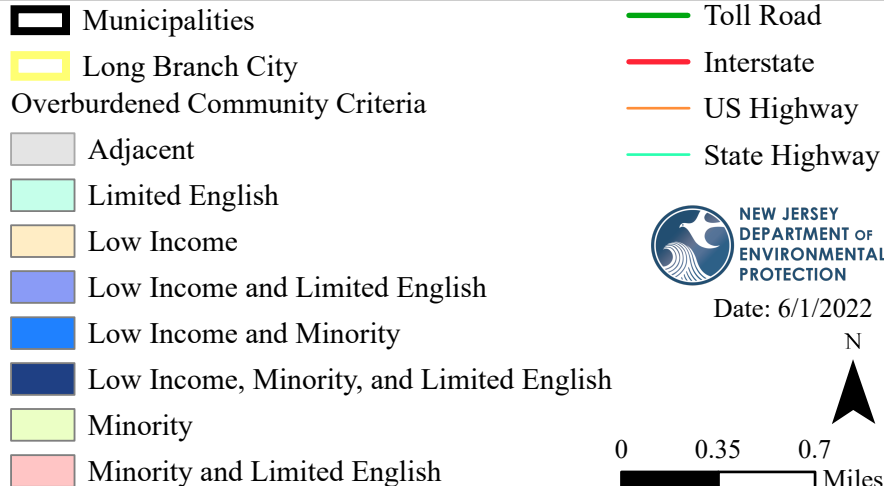 Municipalities
Long Branch City
Overburdened Community Criteria
Adjacent
Limited English
Low Income
Low Income and Limited English
Low Income and Minority
Low Income, Minority, and Limited English
Minority
Minority and Limited English
Toll Road
Interstate
US Highway
State Highway
NEW JERSEY
DEPARTMENT OF
ENVIRONMENTAL
PROTECTION
Date: 6/1/2022
N
0 0.35 0.7
Miles